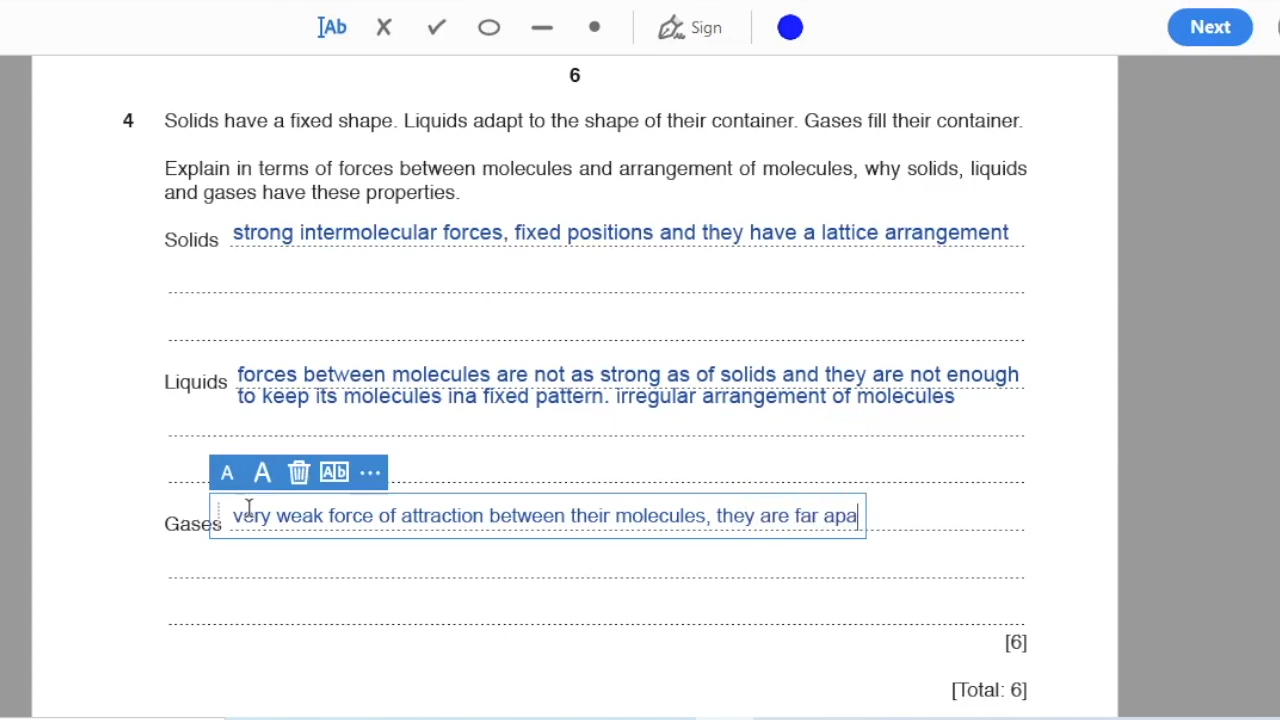 Ab
Sign
Next
6
4 Solids have a fixed shape. Liquids adapt to the shape of their container. Gases fill their container.
Explain in terms of forces between molecules and arrangement of molecules, why solids, liquids
and gases have these properties.
Solids strong intermolecular forces, fixed positions and they have a lattice arrangement
Liquids forces between molecules are not as strong as of solids and they are not enough
to keep its molecules ina fixed pattern. irregular arrangement of molecules
A A Ab ...
Gases very weak force of attraction between their molecules, they are far apa
[6]
[Total: 6]